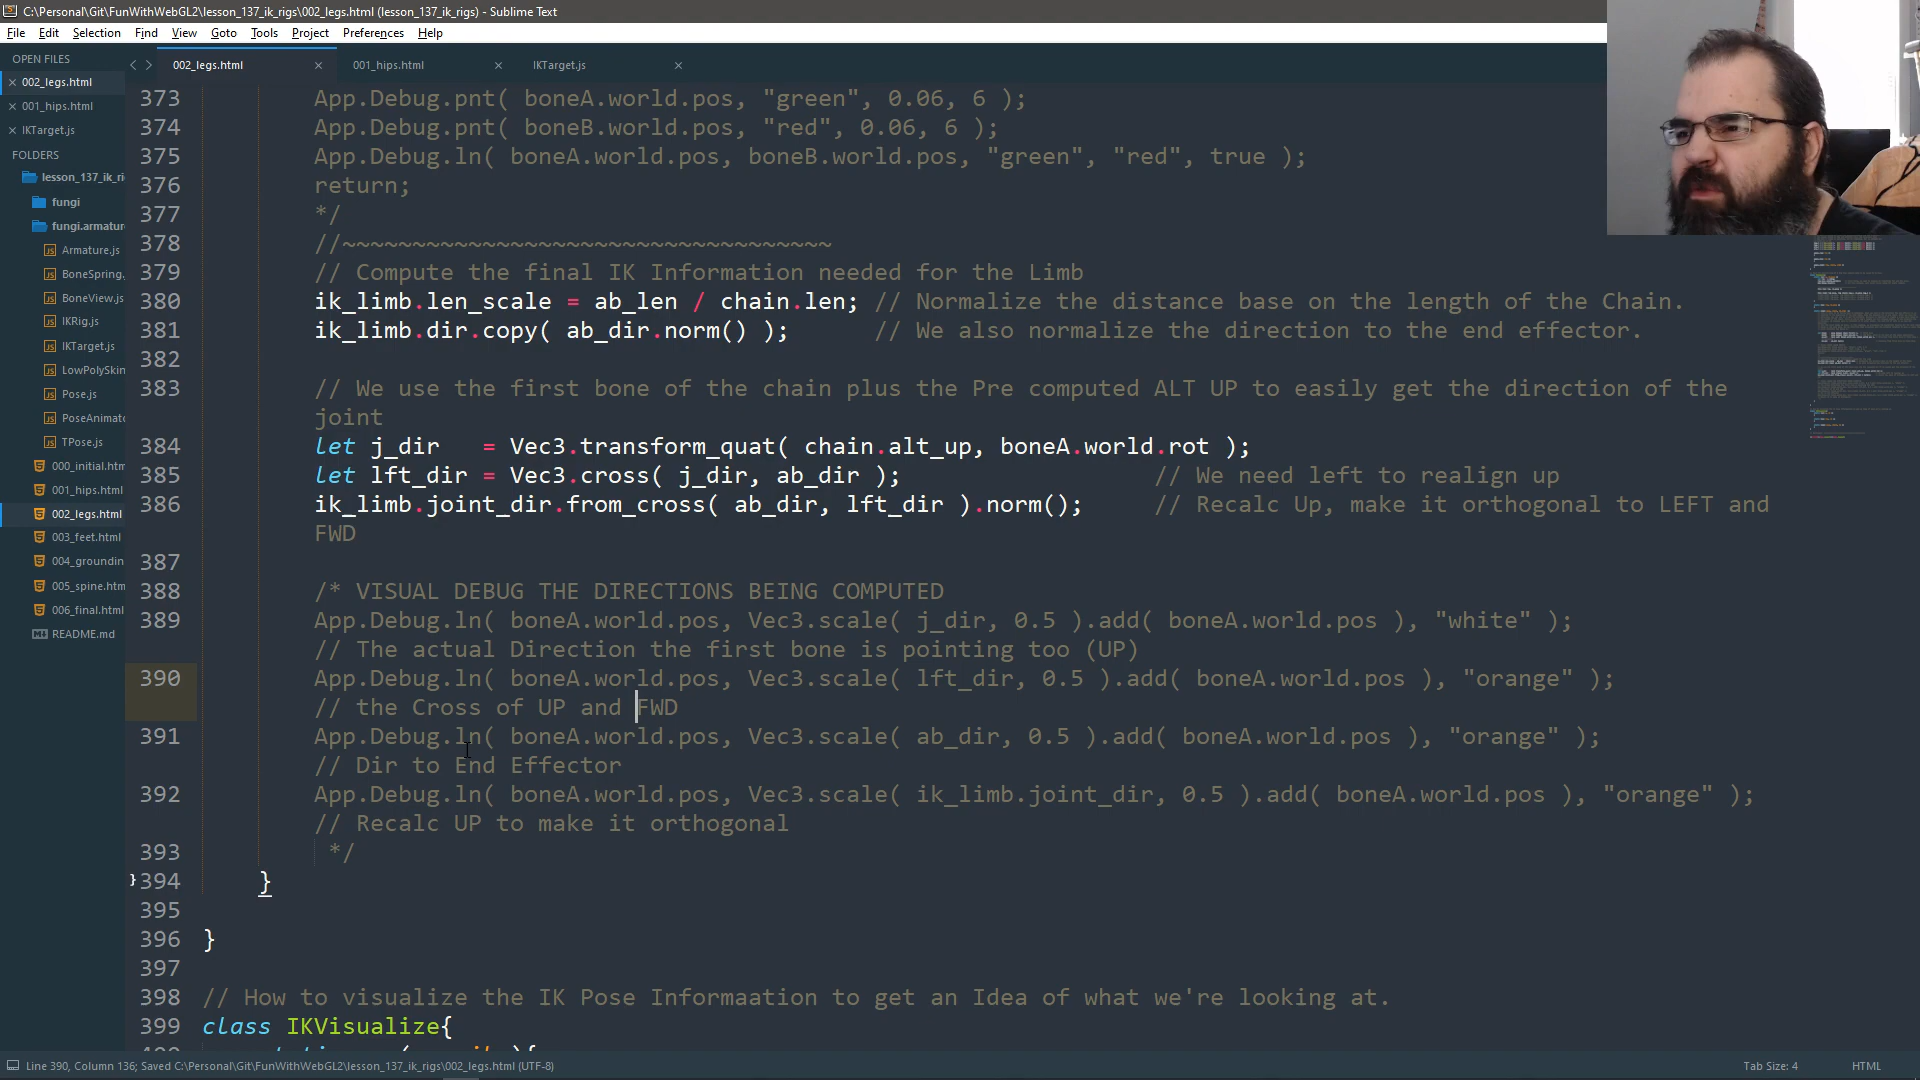 C:\Personal\Git\FunWithWebGL2\lesson_137_ik_rigs\002_legs.html (lesson_137_ik_rigs) - Sublime Text
File Edit Selection Find View Goto Tools Project Preferences Help
OPEN FILES
002_legs.html
001_hips.html
IKTarget.js
FOLDERS
lesson_137_ik_ri
fungi
fungi.armatur
Armature.js
BoneSpring.
BoneView.js
IKRig.js
IKTarget.js
LowPolySkin
Pose.js
PoseAnimato
TPose.js
000_initial.htm
001_hips.html
002_legs.html
003_feet.html
004_groundin
005_spine.htm
006_final.html
README.md
002_legs.html 001_hips.html IKTarget.js
373 App.Debug.pnt( boneA.world.pos, "green", 0.06, 6 );
374 App.Debug.pnt( boneB.world.pos, "red", 0.06, 6 );
375 App.Debug.ln( boneA.world.pos, boneB.world.pos, "green", "red", true );
376 return;
377 */
378 //~~~~~~~~~~~~~~~~~~~~~~~~~~~~~~~~~~~
379 // Compute the final IK Information needed for the Limb
380 ik_limb.len_scale = ab_len / chain.len; // Normalize the distance base on the length of the Chain.
381 ik_limb.dir.copy( ab_dir.norm() ); // We also normalize the direction to the end effector.
382
383 // We use the first bone of the chain plus the Pre computed ALT UP to easily get the direction of the
joint
384 let j_dir = Vec3.transform_quat( chain.alt_up, boneA.world.rot );
385 let lft_dir = Vec3.cross( j_dir, ab_dir ); // We need left to realign up
386 ik_limb.joint_dir.from_cross( ab_dir, lft_dir ).norm(); // Recalc Up, make it orthogonal to LEFT and
FWD
387
388 /* VISUAL DEBUG THE DIRECTIONS BEING COMPUTED
389 App.Debug.ln( boneA.world.pos, Vec3.scale( j_dir, 0.5 ).add( boneA.world.pos ), "white" );
// The actual Direction the first bone is pointing too (UP)
390 App.Debug.ln( boneA.world.pos, Vec3.scale( lft_dir, 0.5 ).add( boneA.world.pos ), "orange" );
// the Cross of UP and FWD
391 App.Debug.ln( boneA.world.pos, Vec3.scale( ab_dir, 0.5 ).add( boneA.world.pos ), "orange" );
// Dir to End Effector
392 App.Debug.ln( boneA.world.pos, Vec3.scale( ik_limb.joint_dir, 0.5 ).add( boneA.world.pos ), "orange" );
// Recalc UP to make it orthogonal
393 */
394 }
395
396 }
397
398 // How to visualize the IK Pose Informaation to get an Idea of what we're looking at.
399 class IKVisualize{
Line 390, Column 136; Saved C:\Personal\Git\FunWithWebGL2\lesson_137_ik_rigs\002_legs.html (UTF-8)
Tab Size: 4 HTML